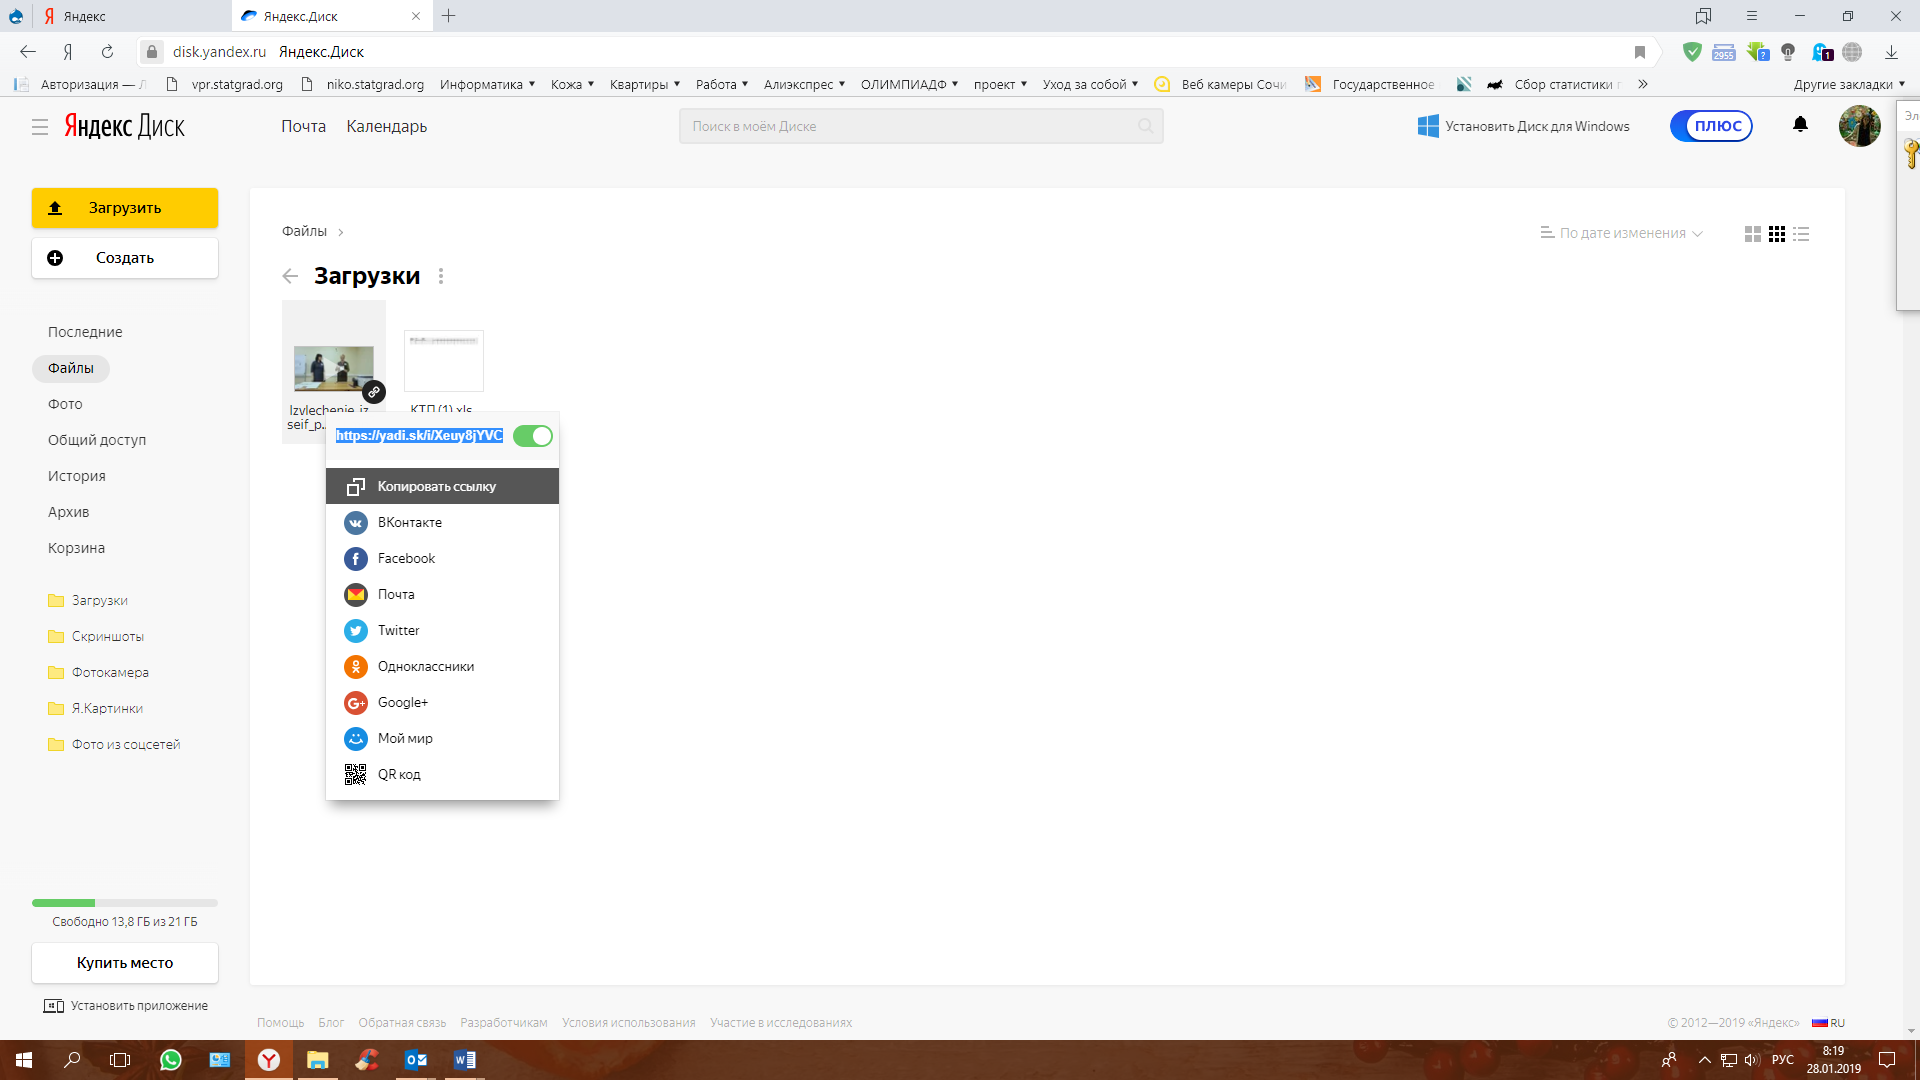 Яндекс
Яндекс.Диск
disk.yandex.ru Яндекс.Диск
2955
?
1
Авторизация — Л
vpr.statgrad.org
niko.statgrad.org
Информатика
Кожа
Квартиры
Работа
Алиэкспрес
ОЛИМПИАДФ
проект
Уход за собой
Веб камеры Сочи
Государственное
Сбор статистики
Другие закладки
Яндекс Диск
Почта
Календарь
Поиск в моём Диске
Установить Диск для Windows
ПЛЮС
Эл
Загрузить
Создать
Последние
Файлы
Фото
Общий доступ
История
Архив
Корзина
Загрузки
Скриншоты
Фотокамера
Я.Картинки
Фото из соцсетей
Свободно 13,8 ГБ из 21 ГБ
Купить место
Установить приложение
Файлы
По дате изменения
Загрузки
Izvlechenie_iz_
seif_p...
КТП (1).xls
https://yadi.sk/i/Xeuy8jYVC
Копировать ссылку
ВКонтакте
Facebook
Почта
Twitter
Одноклассники
Google+
Мой мир
QR код
Помощь
Блог
Обратная связь
Разработчикам
Условия использования
Участие в исследованиях
© 2012—2019 «Яндекс»
RU
РУС
8:19
28.01.2019